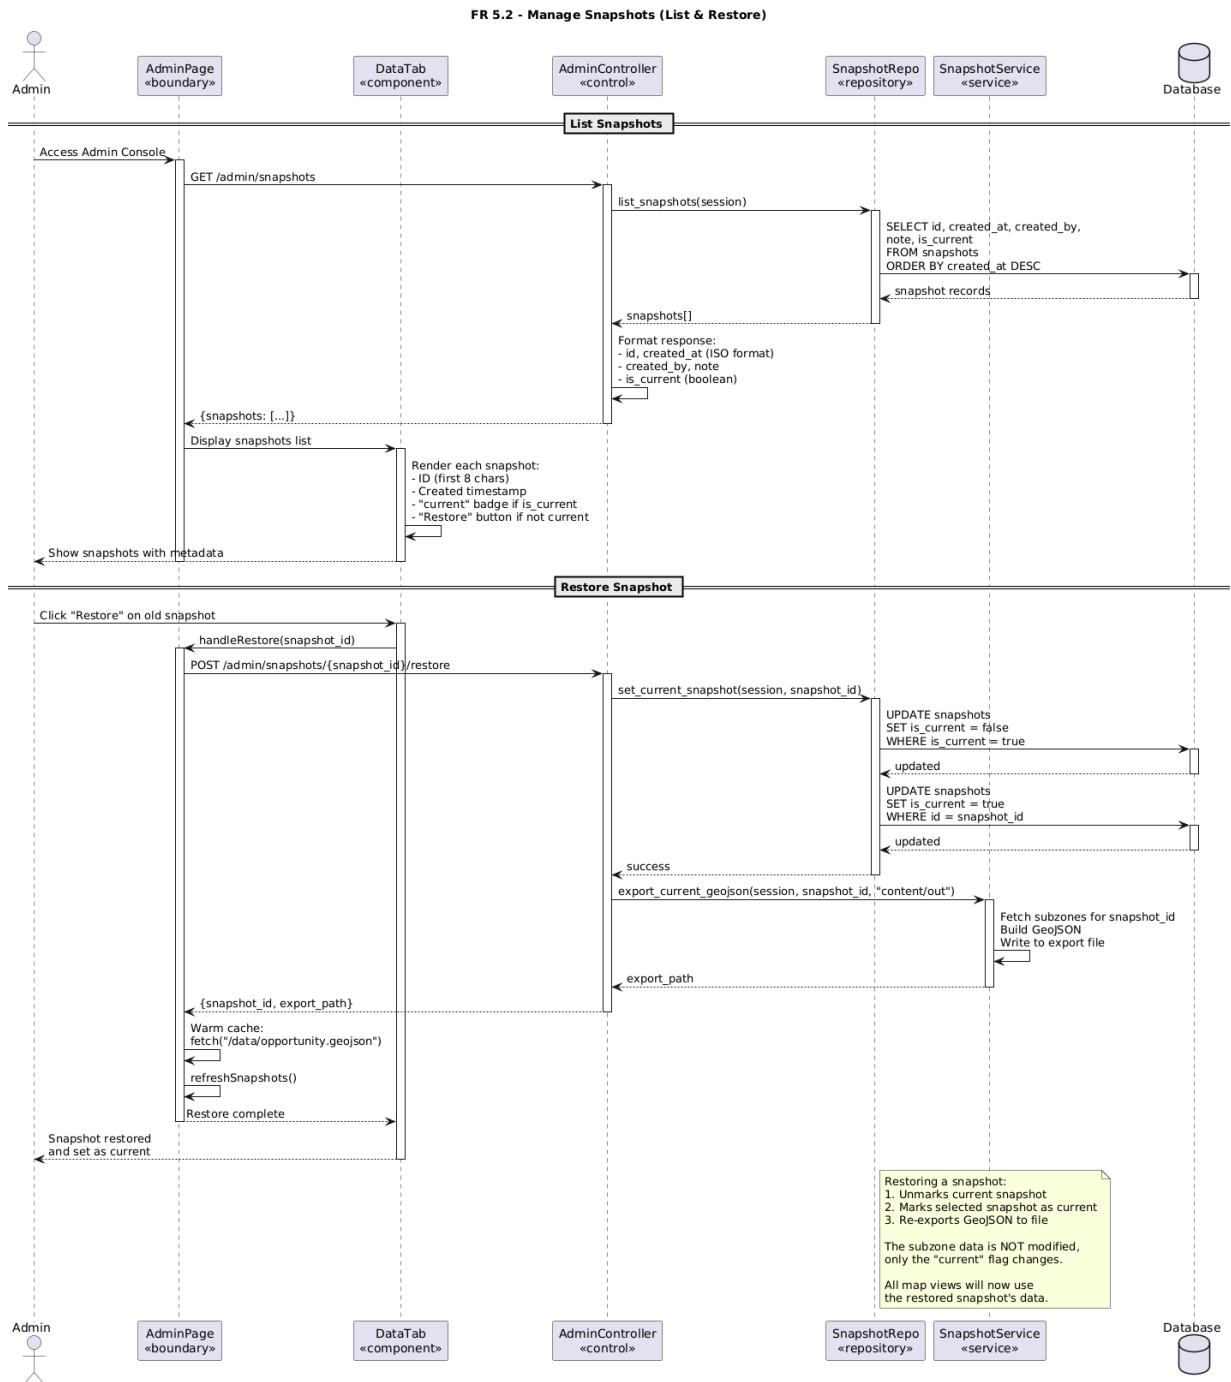 FR 5.2 - Manage Snapshots (List & Restore)
Admin
AdminPage
«boundary»
DataTab
«component»
AdminController
«control»
SnapshotRepo
«repository»
SnapshotService
«service»
Database
List Snapshots
Access Admin Console
GET /admin/snapshots
list_snapshots(session)
SELECT id, created_at, created_by,
note, is_current
FROM snapshots
ORDER BY created_at DESC
snapshot records
snapshots[]
Format response:
- id, created_at (ISO format)
- created_by, note
- is_current (boolean)
{snapshots: [...]}
Display snapshots list
Render each snapshot:
- ID (first 8 chars)
- Created timestamp
- "current" badge if is_current
- "Restore" button if not current
Show snapshots with metadata
Restore Snapshot
Click "Restore" on old snapshot
handleRestore(snapshot_id)
POST /admin/snapshots/{snapshot_id}/restore
set_current_snapshot(session, snapshot_id)
UPDATE snapshots
SET is_current = false
WHERE is_current = true
updated
UPDATE snapshots
SET is_current = true
WHERE id = snapshot_id
updated
success
export_current_geojson(session, snapshot_id, "content/out")
Fetch subzones for snapshot_id
Build GeoJSON
Write to export file
export_path
{snapshot_id, export_path}
Warm cache:
fetch("/data/opportunity.geojson")
refreshSnapshots()
Restore complete
Snapshot restored
and set as current
Restoring a snapshot:
1. Unmarks current snapshot
2. Marks selected snapshot as current
3. Re-exports GeoJSON to file
The subzone data is NOT modified,
only the "current" flag changes.
All map views will now use
the restored snapshot's data.
Admin
AdminPage
«boundary»
DataTab
«component»
AdminController
«control»
SnapshotRepo
«repository»
SnapshotService
«service»
Database